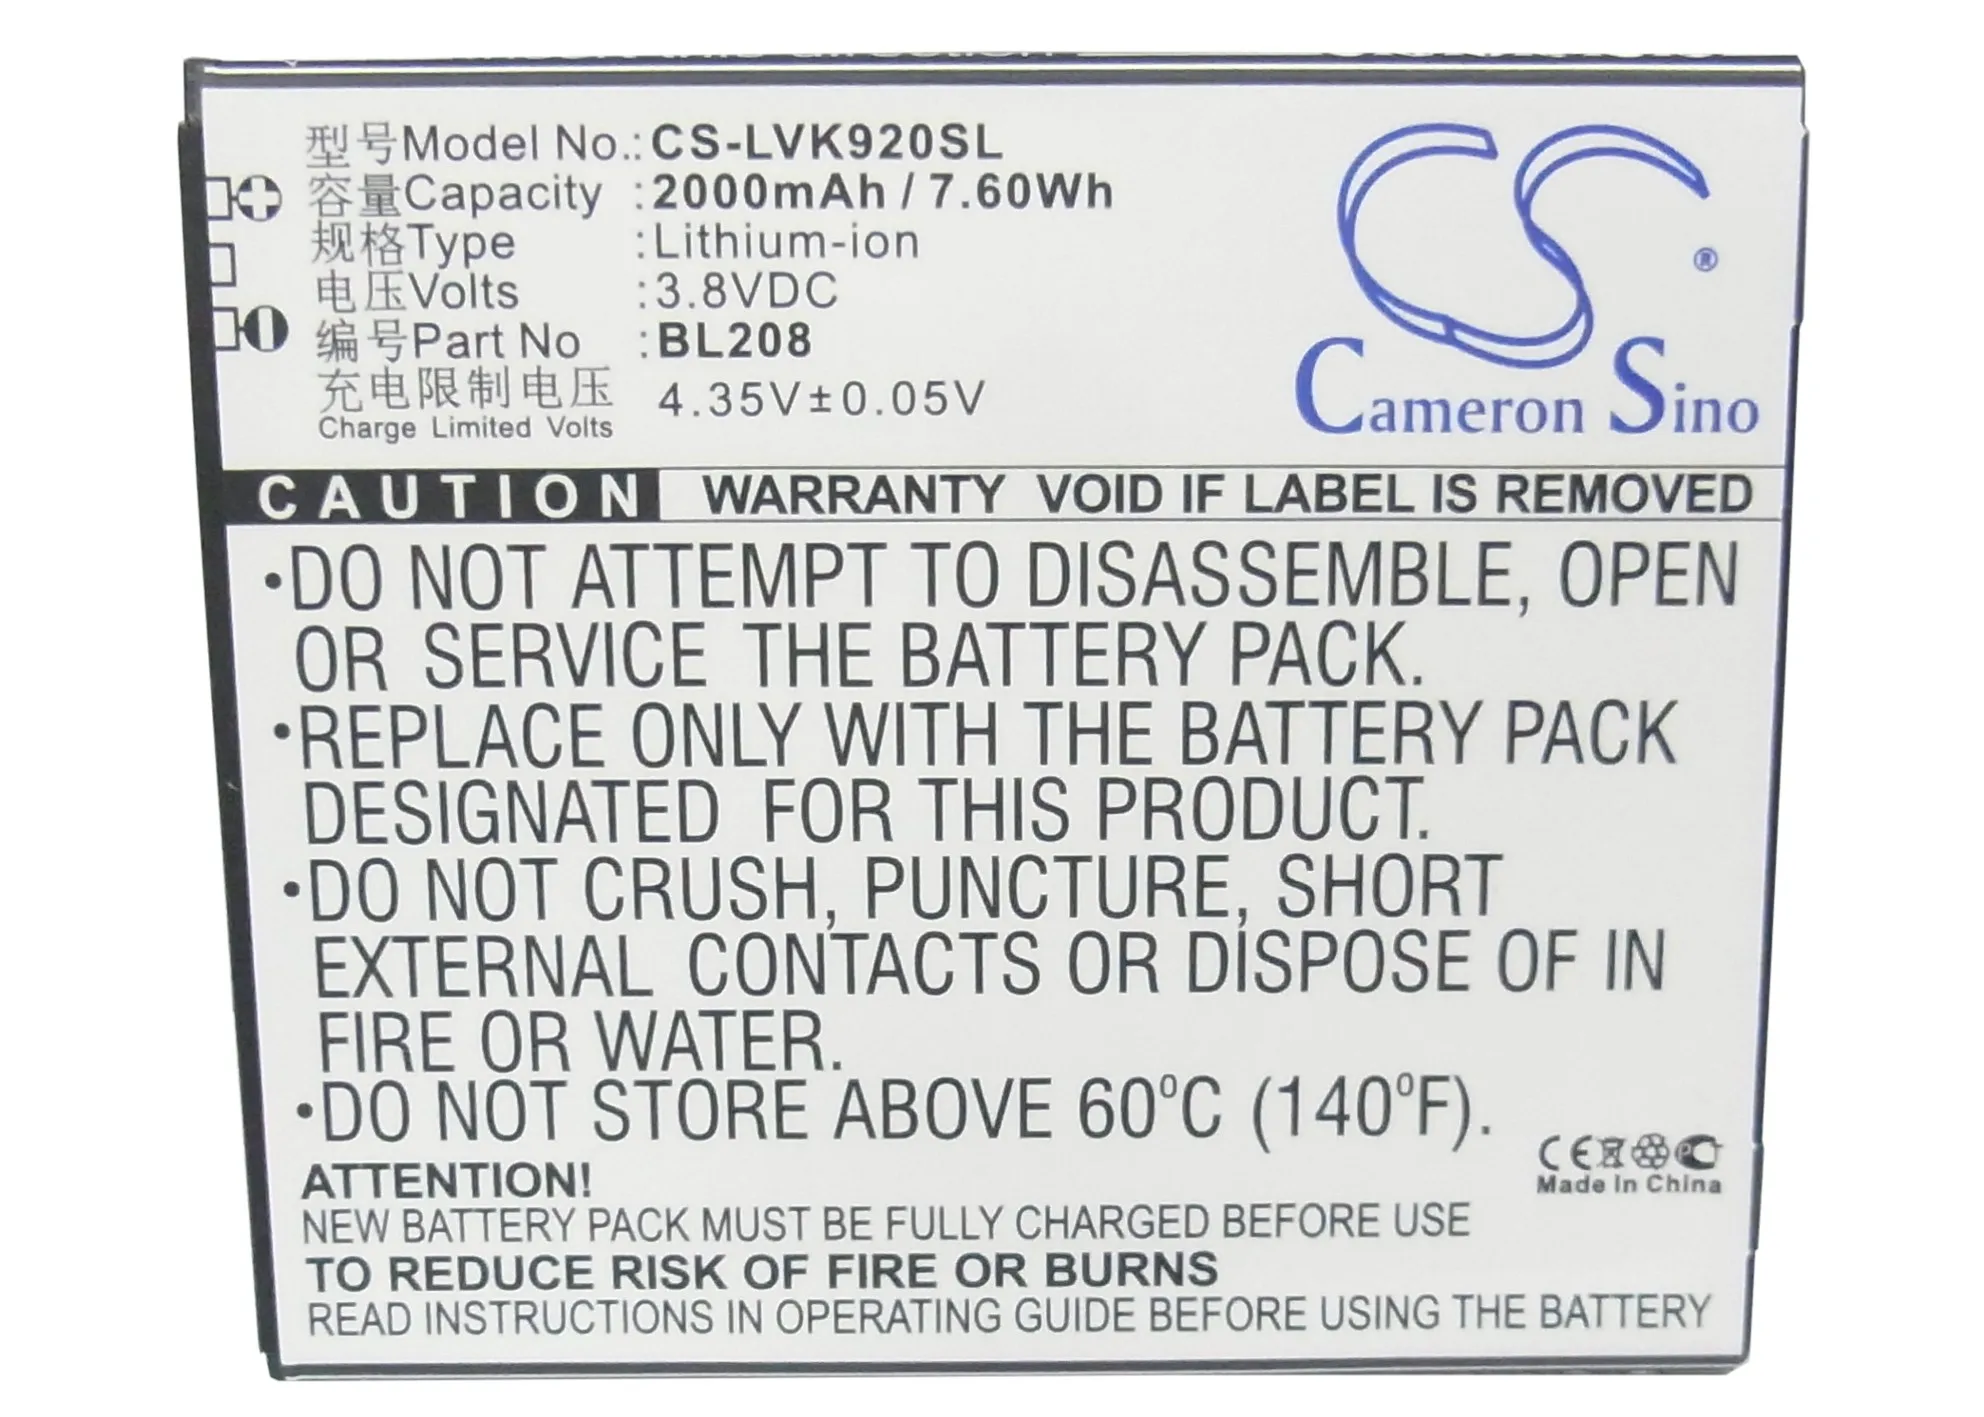 型号Model No.:CS-LVK920SL
容量Capacity :2000mAh / 7.60Wh
规格Type :Lithium-ion
电压Volts :3.8VDC
编号Part No :BL208
充电限制电压 4.35V±0.05V
Charge Limited Volts
CS ®
Cameron Sino
CAUTION WARRANTY VOID IF LABEL IS REMOVED
•DO NOT ATTEMPT TO DISASSEMBLE, OPEN
OR SERVICE THE BATTERY PACK.
•REPLACE ONLY WITH THE BATTERY PACK
DESIGNATED FOR THIS PRODUCT.
•DO NOT CRUSH, PUNCTURE, SHORT
EXTERNAL CONTACTS OR DISPOSE OF IN
FIRE OR WATER.
•DO NOT STORE ABOVE 60°C (140°F).
CE PC
Made In China
ATTENTION!
NEW BATTERY PACK MUST BE FULLY CHARGED BEFORE USE
TO REDUCE RISK OF FIRE OR BURNS
READ INSTRUCTIONS IN OPERATING GUIDE BEFORE USING THE BATTERY